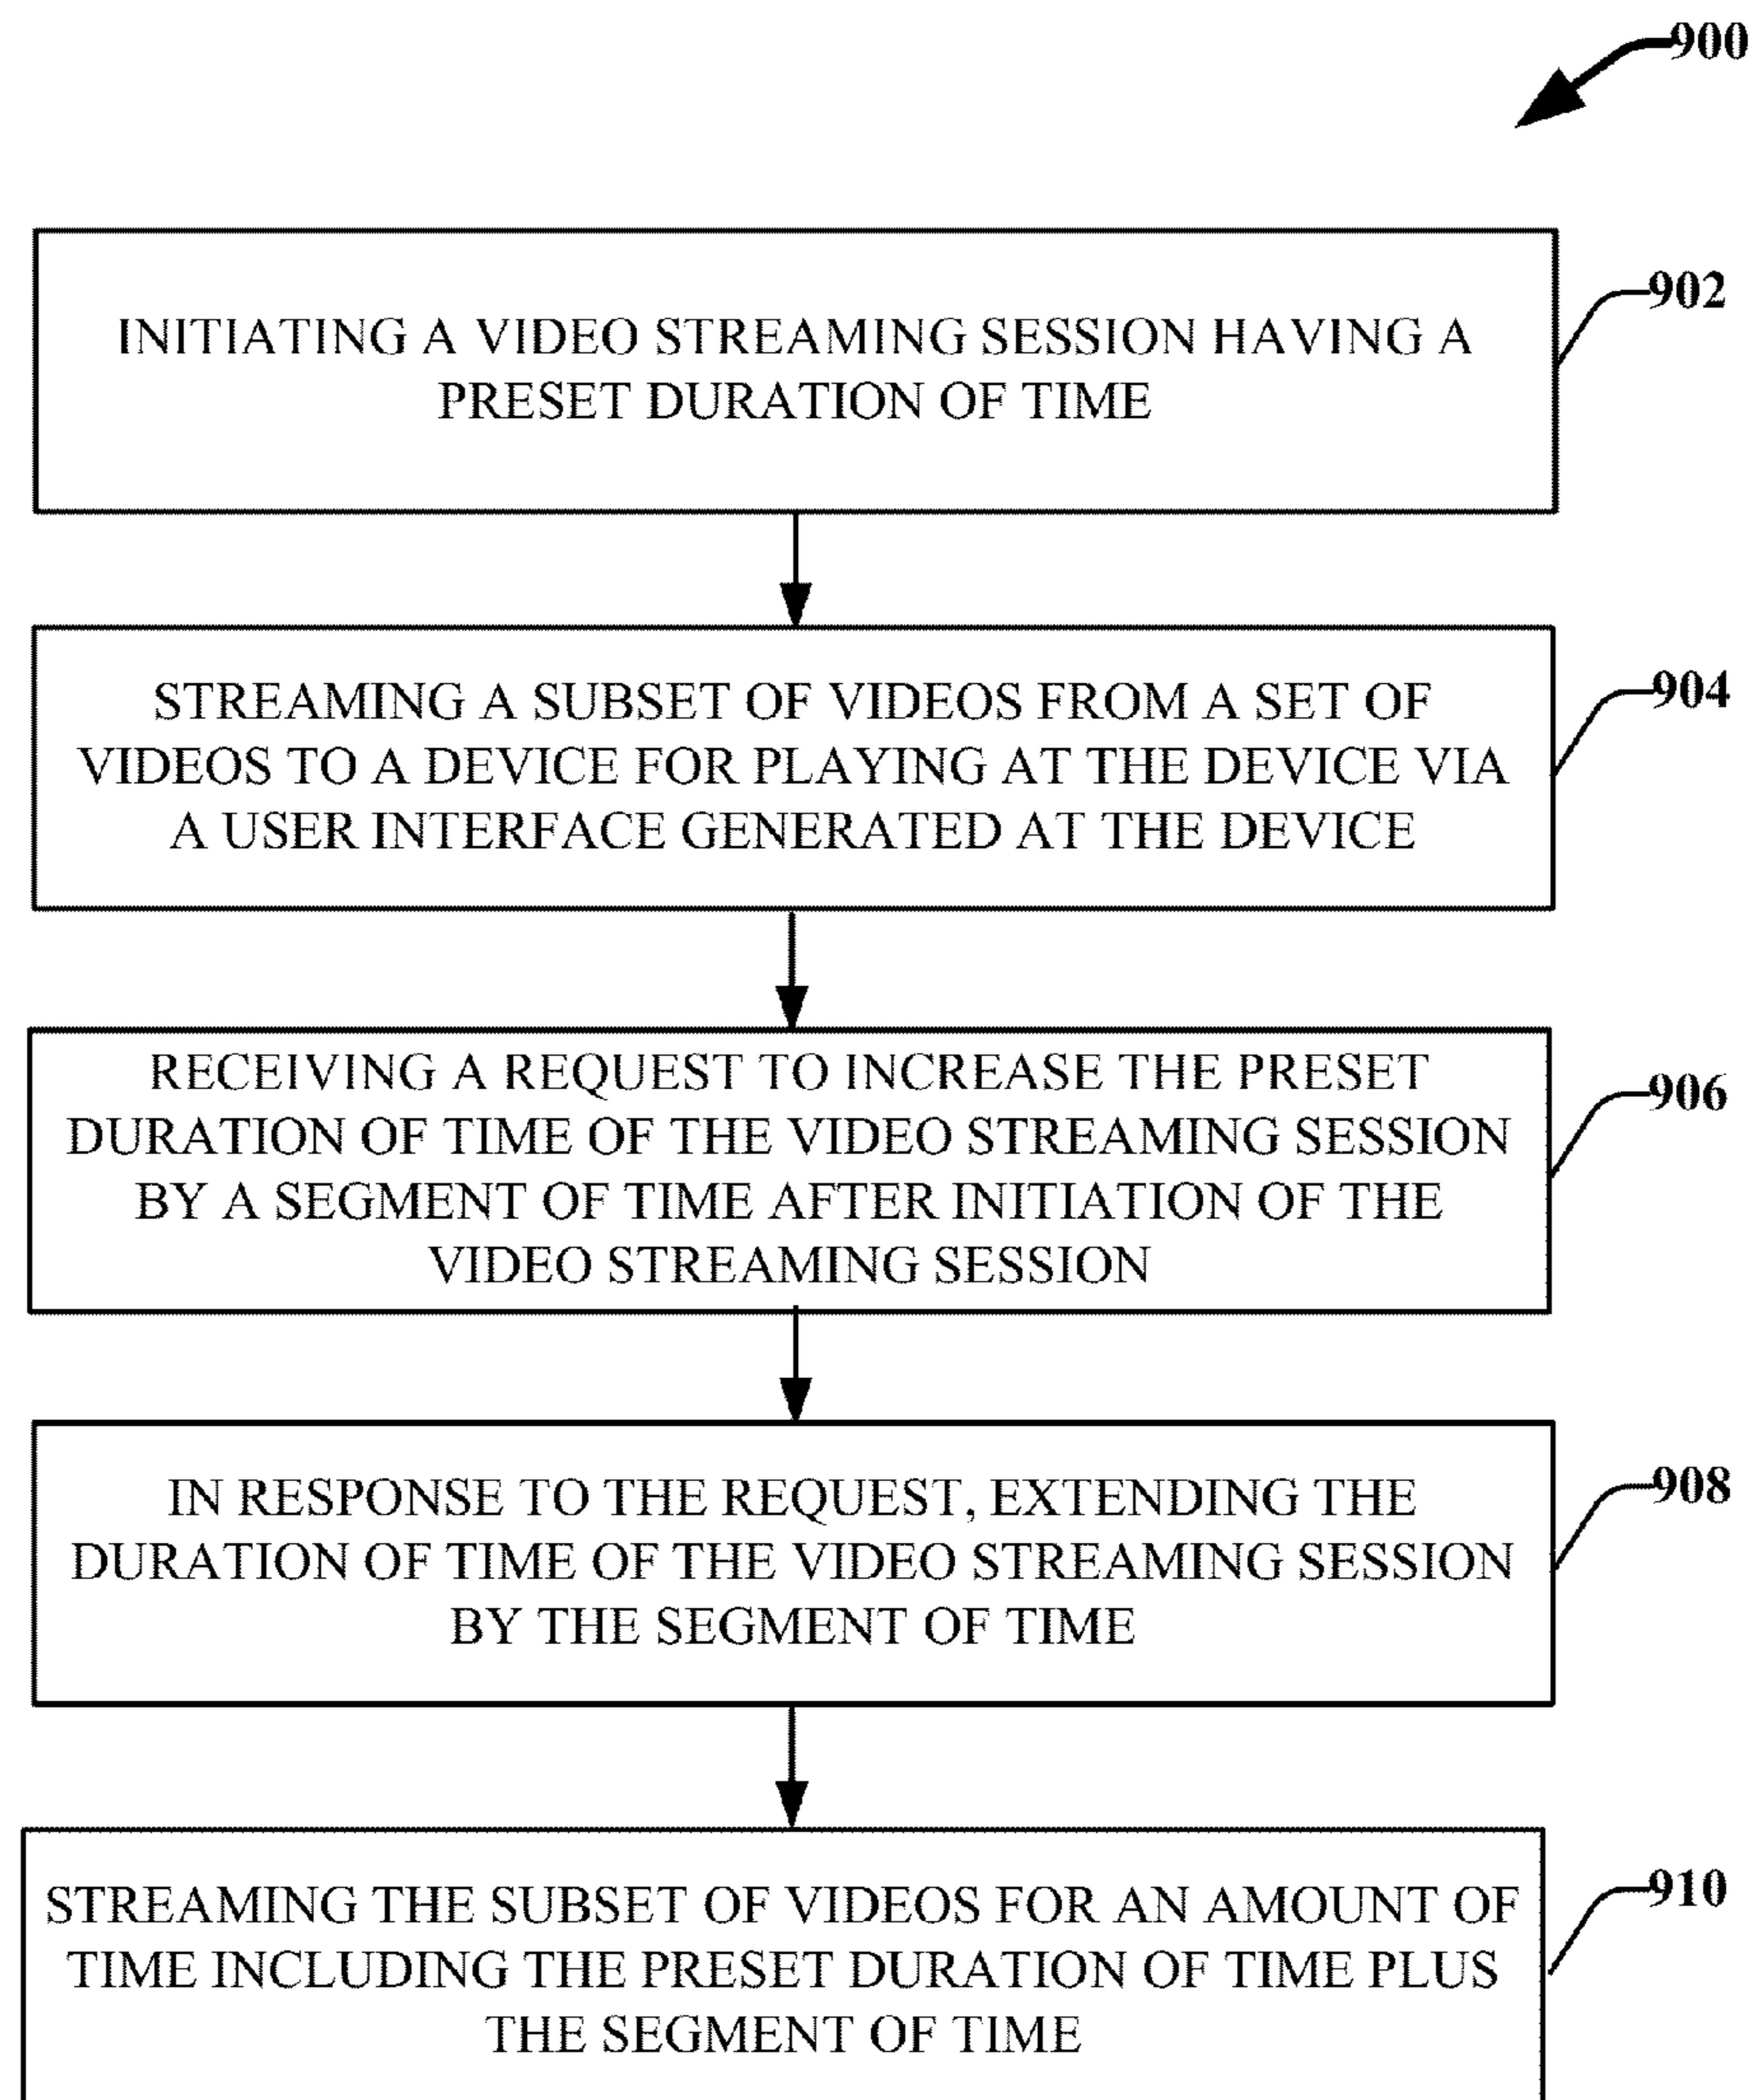 900
INITIATING A VIDEO STREAMING SESSION HAVING A
PRESET DURATION OF TIME
902
STREAMING A SUBSET OF VIDEOS FROM A SET OF
VIDEOS TO A DEVICE FOR PLAYING AT THE DEVICE VIA
A USER INTERFACE GENERATED AT THE DEVICE
904
RECEIVING A REQUEST TO INCREASE THE PRESET
DURATION OF TIME OF THE VIDEO STREAMING SESSION
BY A SEGMENT OF TIME AFTER INITIATION OF THE
VIDEO STREAMING SESSION
906
IN RESPONSE TO THE REQUEST, EXTENDING THE
DURATION OF TIME OF THE VIDEO STREAMING SESSION
BY THE SEGMENT OF TIME
908
STREAMING THE SUBSET OF VIDEOS FOR AN AMOUNT OF
TIME INCLUDING THE PRESET DURATION OF TIME PLUS
THE SEGMENT OF TIME
910